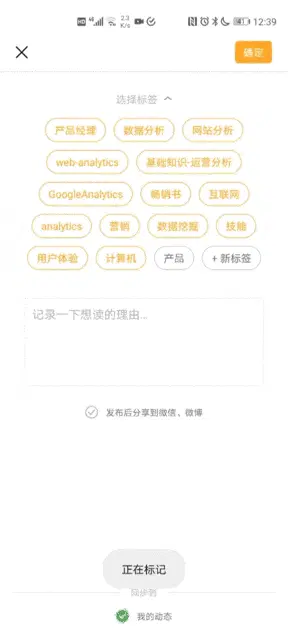 HD 4G 2.3 K/s 12:39
确定
选择标签
产品经理 数据分析 网站分析
web-analytics 基础知识-运营分析
GoogleAnalytics 畅销书 互联网
analytics 营销 数据挖掘 技术
用户体验 计算机 产品 + 新标签
记录一下想读的理由...
发布后分享到微信，微博
正在标记
同步到
我的动态